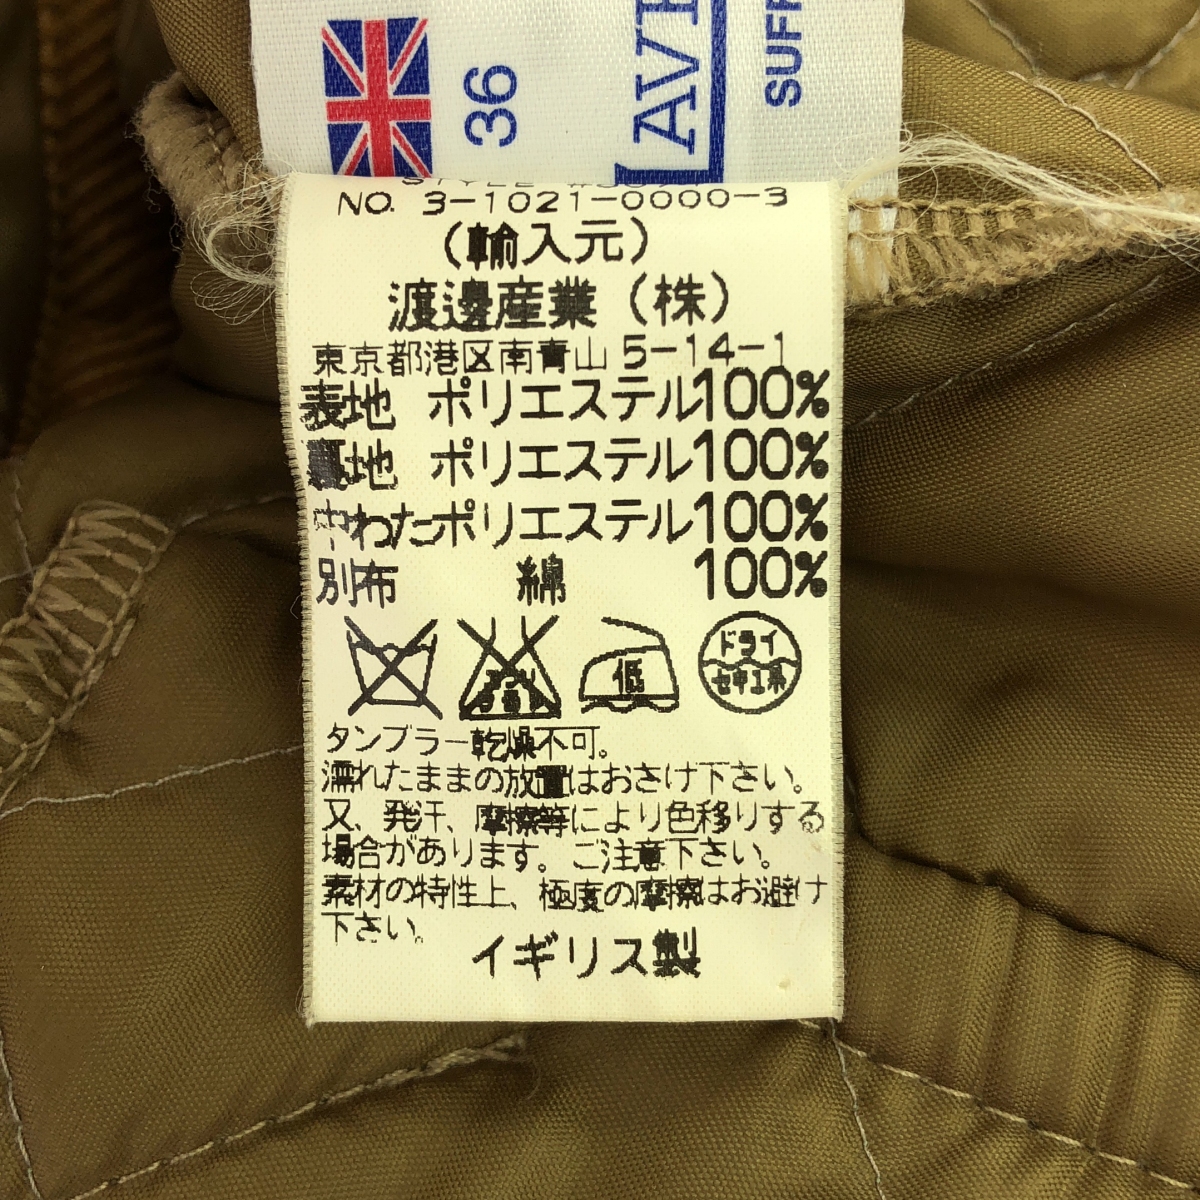 36
LAVE
SUFF
NO. 3-1021-0000-3
(輸入元)
渡邊産業(株)
東京都港区南青山 5-14-1
表地 ポリエステル100%
裏地 ポリエステル100%
中わたポリエステル100%
別布 綿 100%
低
ドライ
セキユ系
タンブラー乾燥不可。
濡れたままの放置はおさけ下さい。
又、発汗、摩擦等により色移りする
場合があります。ご注意下さい。
素材の特性上、極度の摩擦はお避け
下さい。
イギリス製